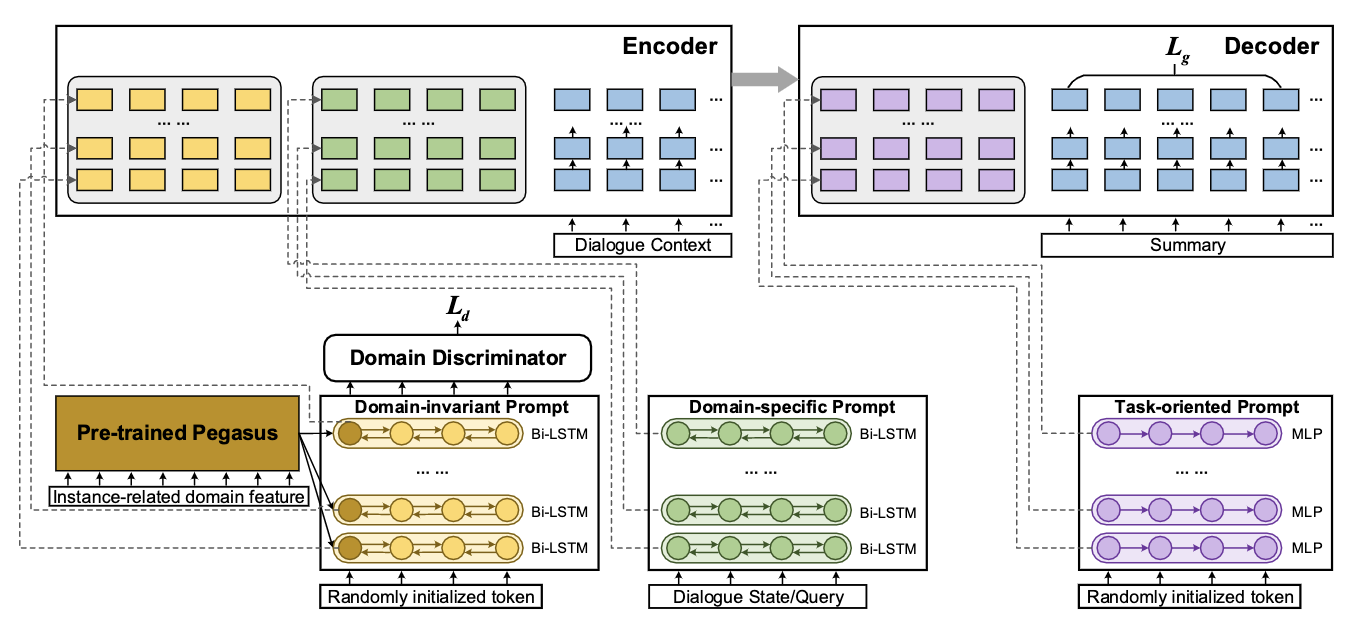 Encoder
Decoder
L_g
... ...
... ...
...
... ...
...
...
... ...
...
... ...
...
...
...
...
...
Dialogue Context
Summary
L_d
Domain Discriminator
Pre-trained Pegasus
Instance-related domain feature
Domain-invariant Prompt
Bi-LSTM
... ...
Bi-LSTM
Bi-LSTM
Randomly initialized token
Domain-specific Prompt
Bi-LSTM
... ...
Bi-LSTM
Bi-LSTM
Dialogue State/Query
Task-oriented Prompt
MLP
... ...
MLP
MLP
Randomly initialized token